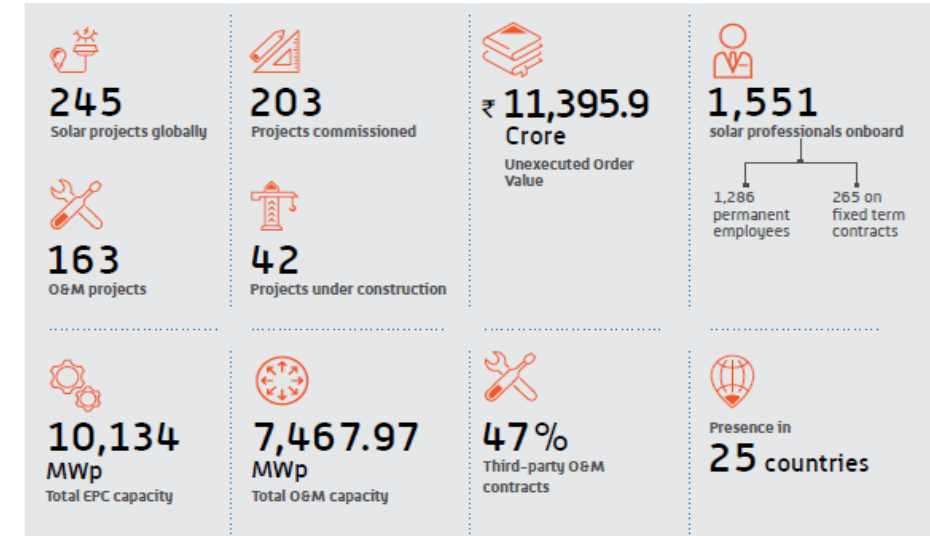 245
Solar projects globally
203
Projects commissioned
₹ 11,395.9
Crore
Unexecuted Order
Value
1,551
solar professionals onboard
1,286
permanent
employees
265 on
fixed term
contracts
163
O&M projects
42
Projects under construction
10,134
MWp
Total EPC capacity
7,467.97
MWp
Total O&M capacity
47%
Third-party O&M
contracts
Presence in
25 countries